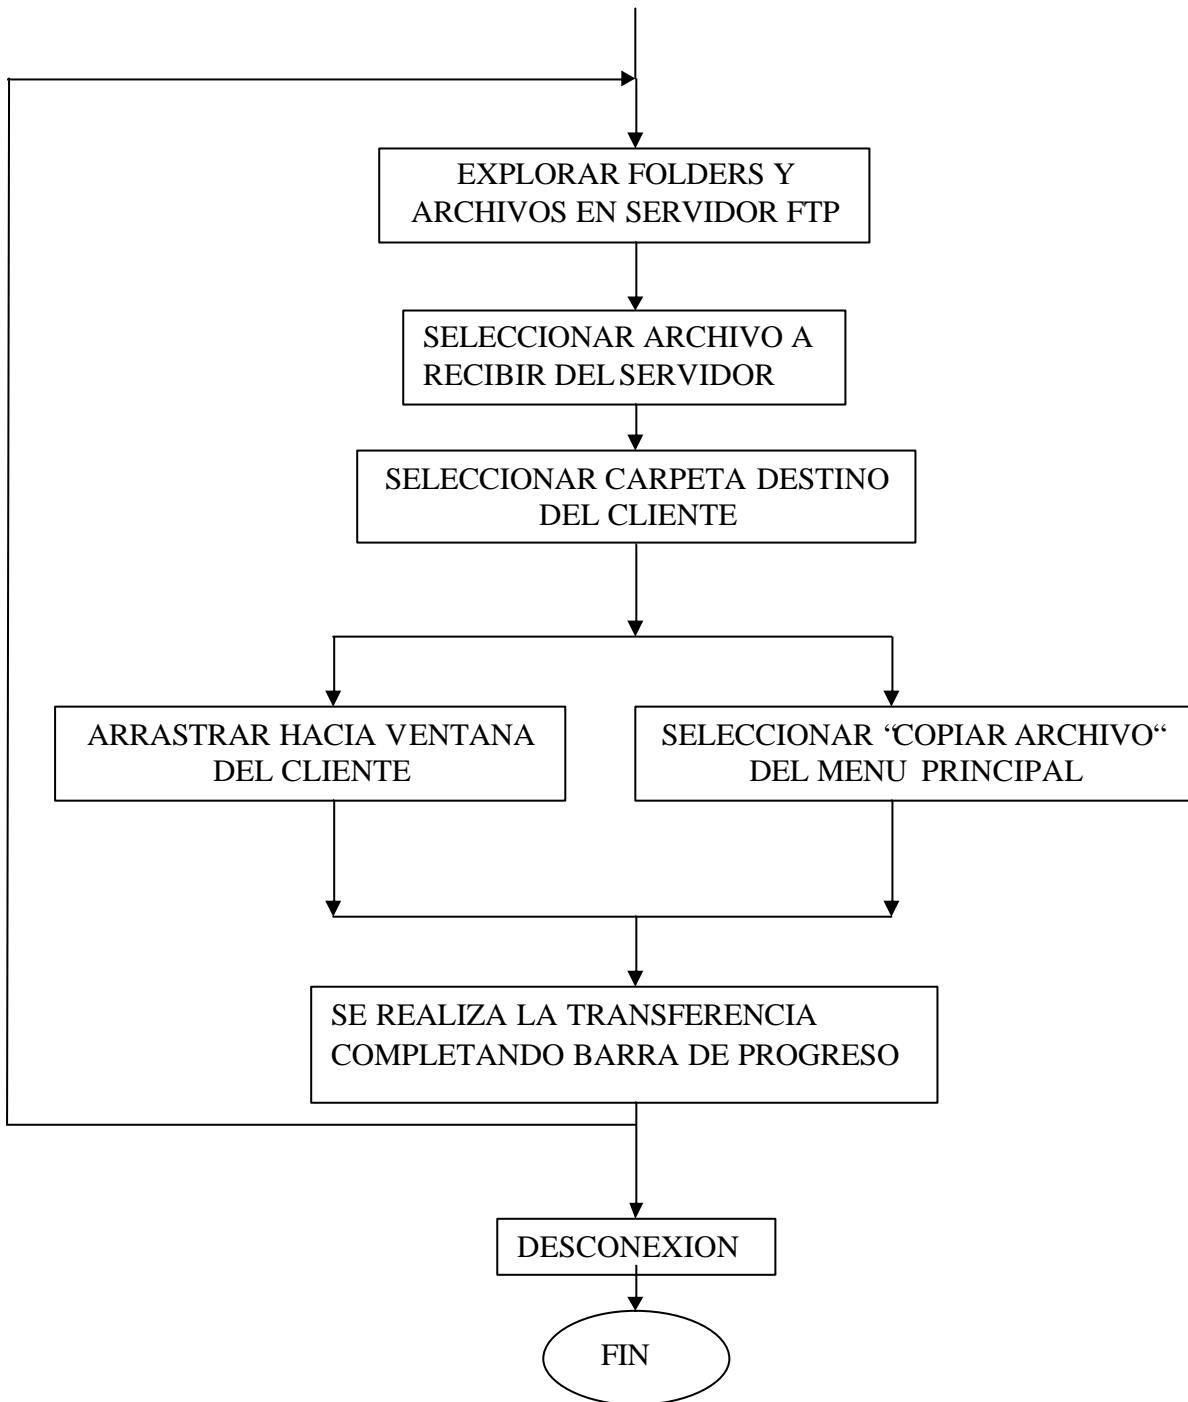 EXPLORAR FOLDERS Y
ARCHIVOS EN SERVIDOR FTP
SELECCIONAR ARCHIVO A
RECIBIR DEL SERVIDOR
SELECCIONAR CARPETA DESTINO
DEL CLIENTE
ARRASTRAR HACIA VENTANA
DEL CLIENTE
SELECCIONAR “COPIAR ARCHIVO“
DEL MENU PRINCIPAL
SE REALIZA LA TRANSFERENCIA
COMPLETANDO BARRA DE PROGRESO
DESCONEXION
FIN